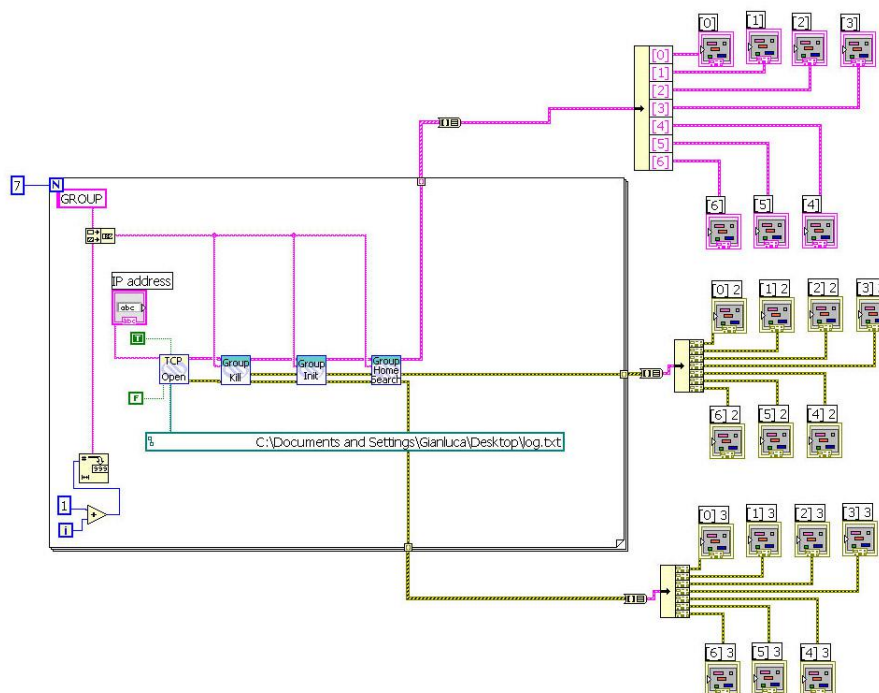 [0]
[1]
[2]
[3]
[0]
[1]
[2]
[3]
[4]
[5]
[6]
[6]
[5]
[4]
7
N
GROUP
IP address
abc
abc
T
TCP
Open
Group
Kill
Group
Init
Group
Home
Search
F
C:\Documents and Settings\Gianluca\Desktop\log.txt
999
1
+
i
[0] 2
[1] 2
[2] 2
[3] 2
[6] 2
[5] 2
[4] 2
[0] 3
[1] 3
[2] 3
[3] 3
[6] 3
[5] 3
[4] 3